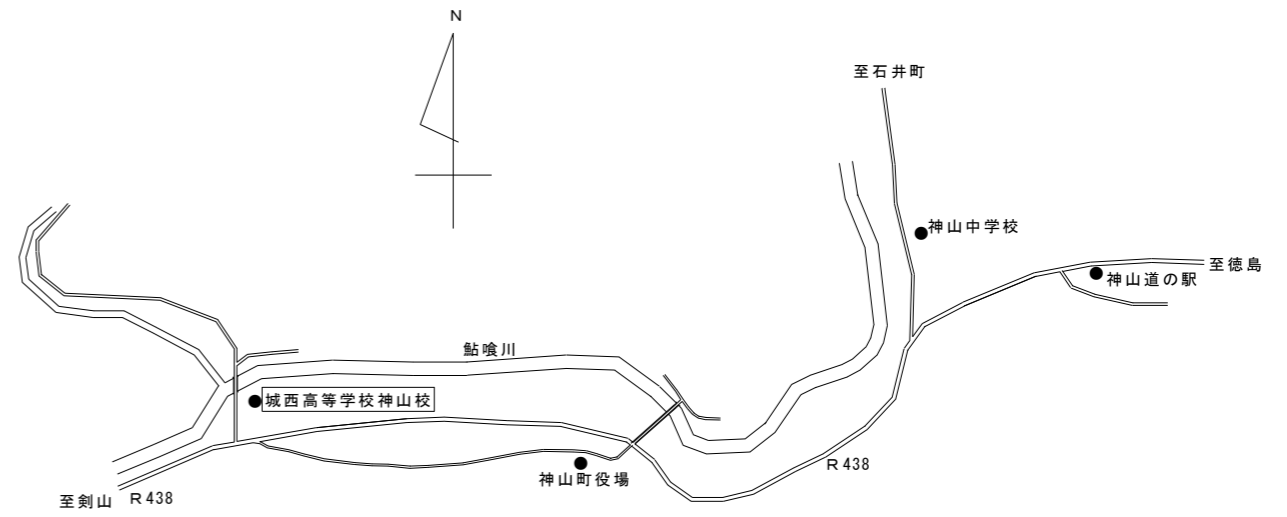 N
至石井町
神山中学校
至徳島
神山道の駅
鮎喰川
城西高等学校神山校
R438
神山町役場
至剣山 R438